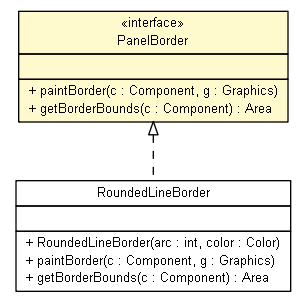 «interface»
PanelBorder
+ paintBorder(c : Component, g : Graphics)
+ getBorderBounds(c : Component) : Area
RoundedLineBorder
+ RoundedLineBorder(arc : int, color : Color)
+ paintBorder(c : Component, g : Graphics)
+ getBorderBounds(c : Component) : Area